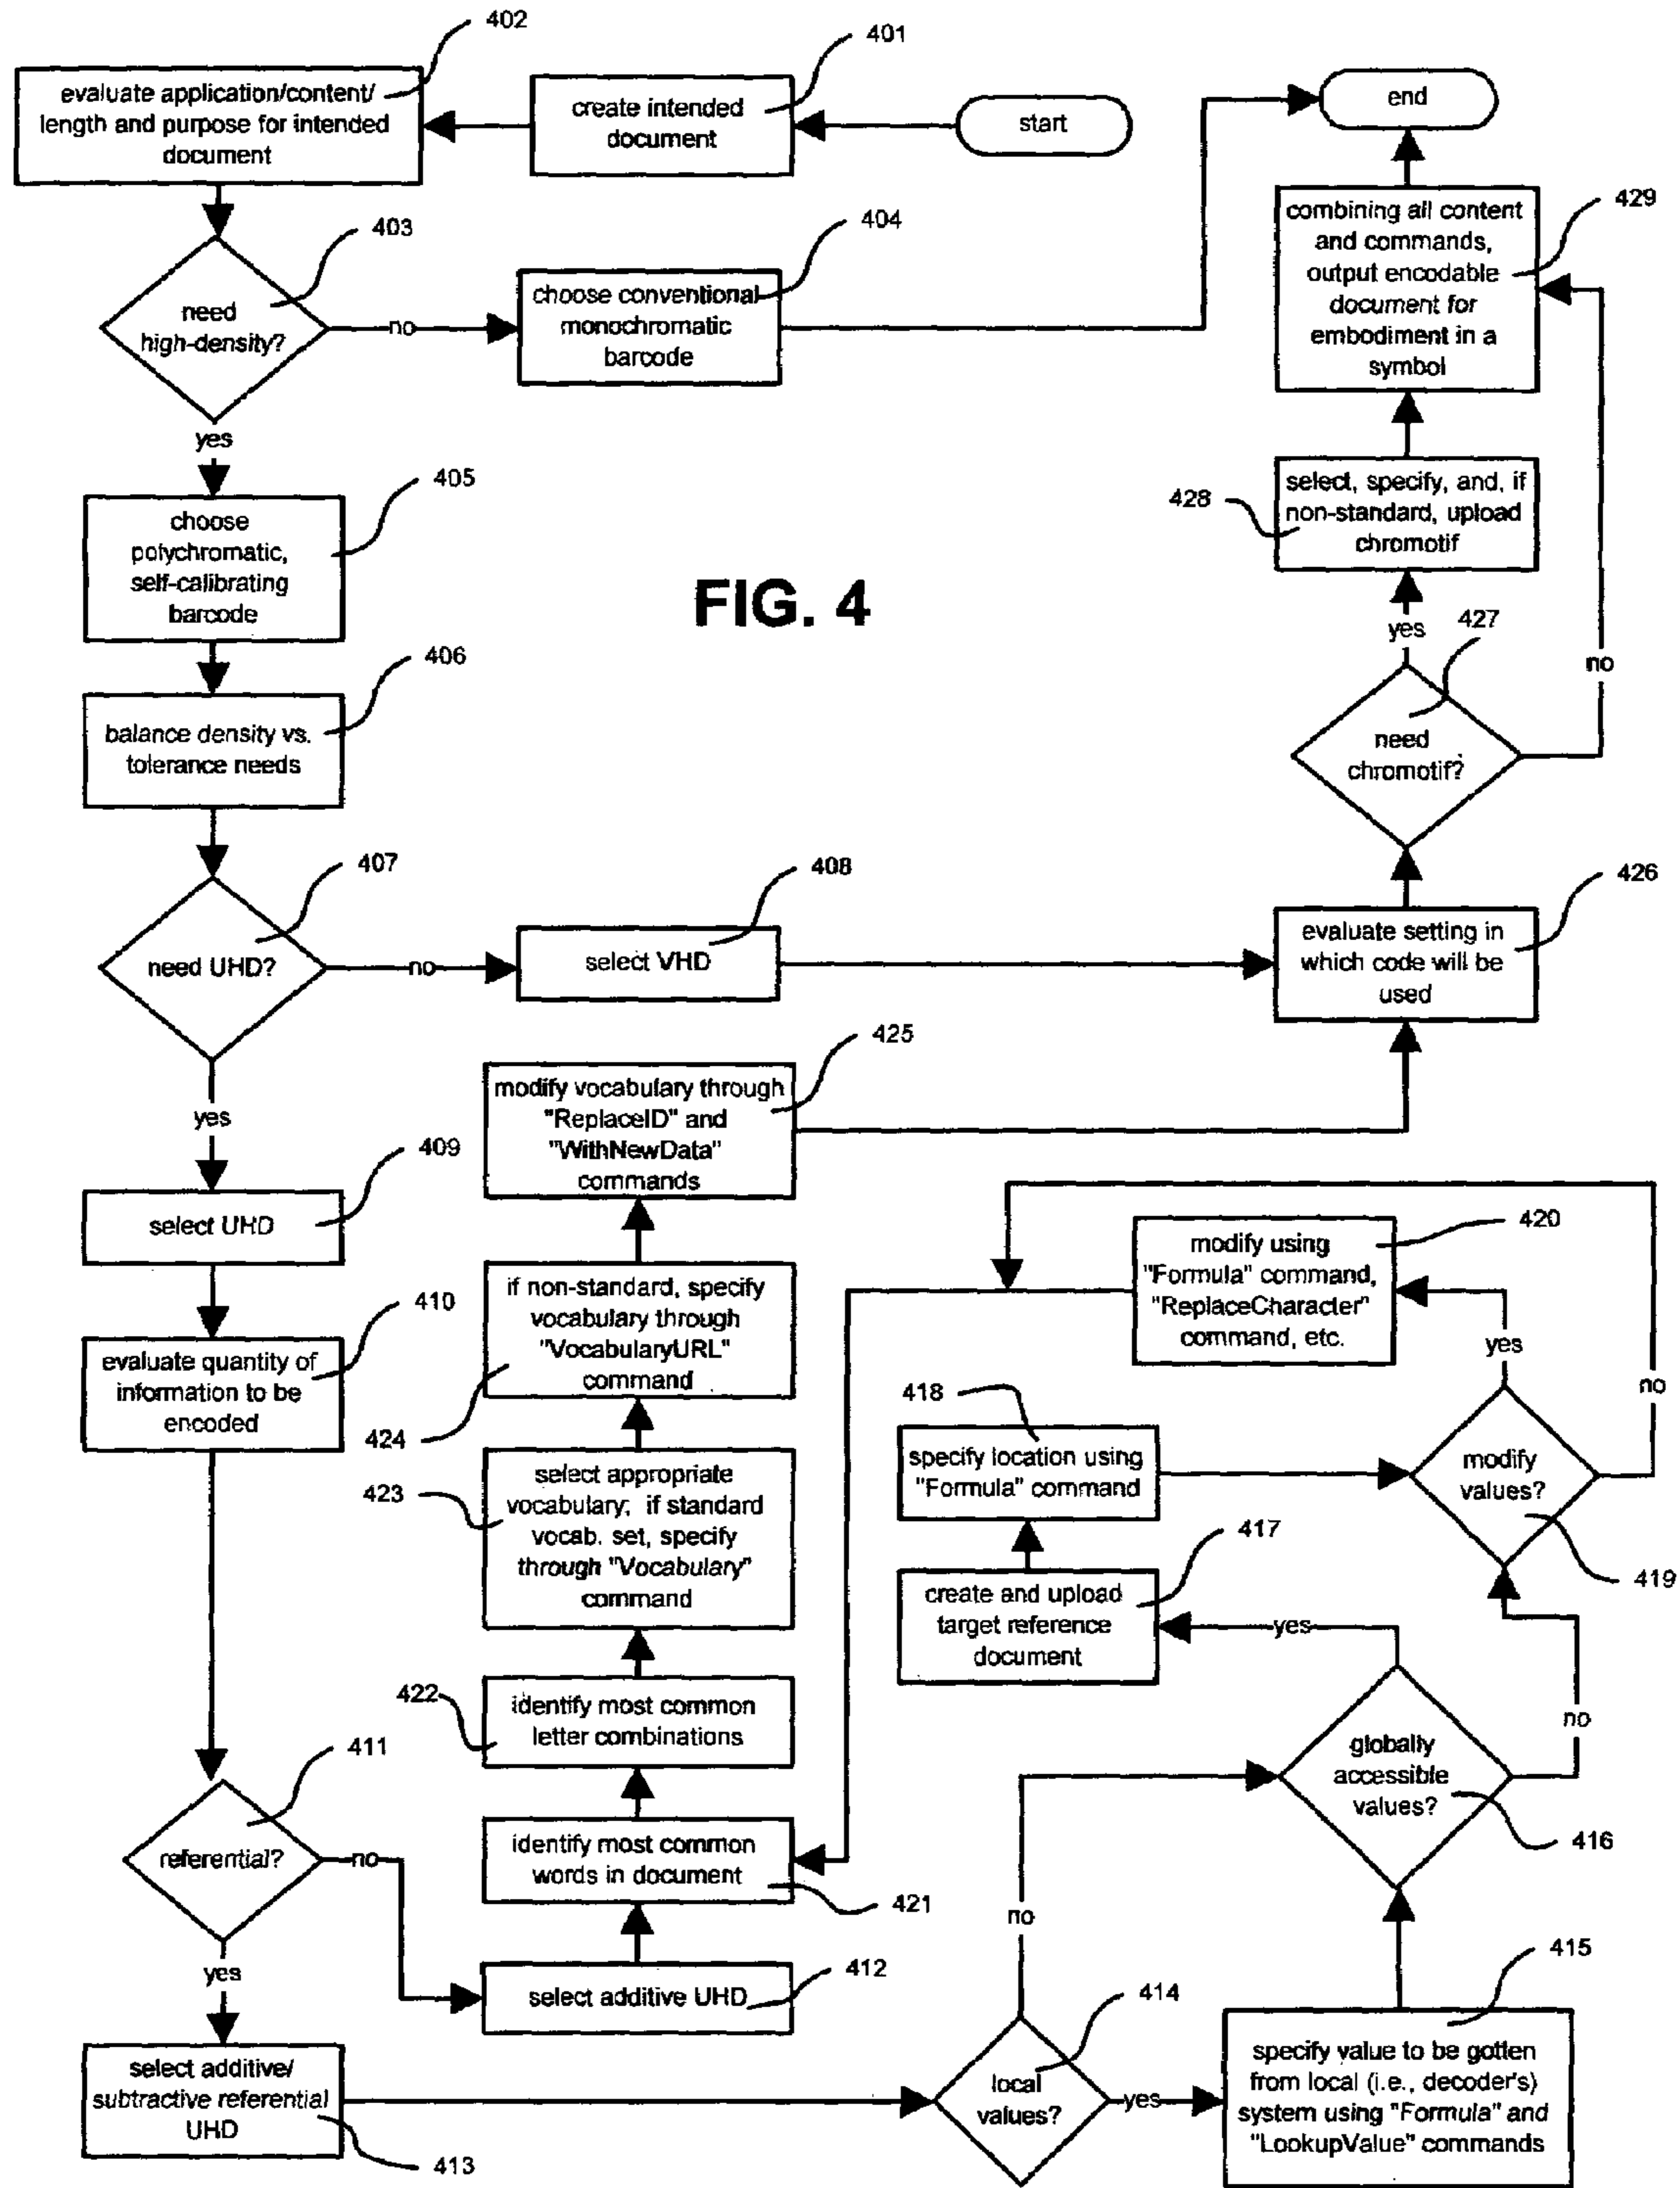 402
401
evaluate application/content/
length and purpose for intended
document
create intended
document
start
end
403
404
need
high-density?
no
choose conventional
monochromatic
barcode
combining all content
and commands,
output encodable
document for
embodiment in a
symbol
429
yes
405
choose
polychromatic,
self-calibrating
barcode
FIG. 4
428
select, specify, and, if
non-standard, upload
chromotif
yes
427
no
406
balance density vs.
tolerance needs
need
chromotif?
407
408
426
need UHD?
no
select VHD
evaluate setting in
which code will be
used
yes
425
modify vocabulary through
"ReplaceID" and
"WithNewData"
commands
409
select UHD
420
modify using
"Formula" command,
"ReplaceCharacter"
command, etc.
410
evaluate quantity of
information to be
encoded
if non-standard, specify
vocabulary through
"VocabularyURL"
command
424
yes
no
418
specify location using
"Formula" command
modify
values?
419
423
select appropriate
vocabulary; if standard
vocab. set, specify
through "Vocabulary"
command
417
create and upload
target reference
document
yes
no
422
identify most common
letter combinations
411
referential?
no
globally
accessible
values?
416
identify most common
words in document
421
no
yes
select additive UHD
412
414
415
select additive/
subtractive referential
UHD
413
local
values?
yes
specify value to be gotten
from local (i.e., decoder's)
system using "Formula" and
"LookupValue" commands